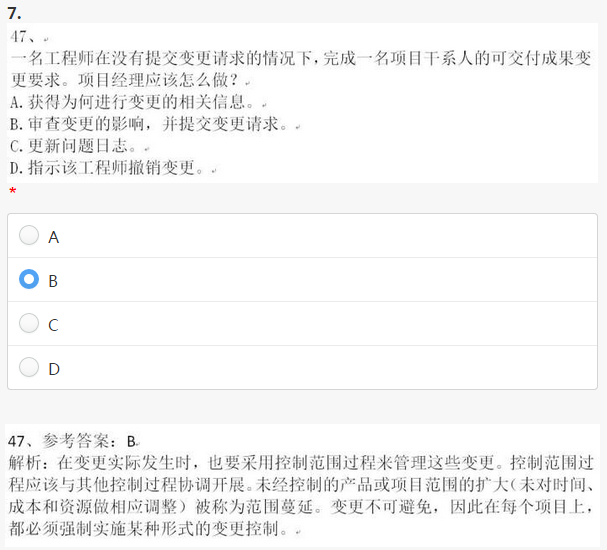 7.
47、
一名工程师在没有提交变更请求的情况下，完成一名项目干系人的可交付成果变
更要求。项目经理应该怎么做？
A.获得为何进行变更的相关信息。
B.审查变更的影响，并提交变更请求。
C.更新问题日志。
D.指示该工程师撤销变更。
*
A
B
C
D
47、参考答案：B
解析：在变更实际发生时，也要采用控制范围过程来管理这些变更。控制范围过
程应该与其他控制过程协调开展。未经控制的产品或项目范围的扩大（未对时间、
成本和资源做相应调整）被称为范围蔓延。变更不可避免，因此在每个项目上，
都必须强制实施某种形式的变更控制。